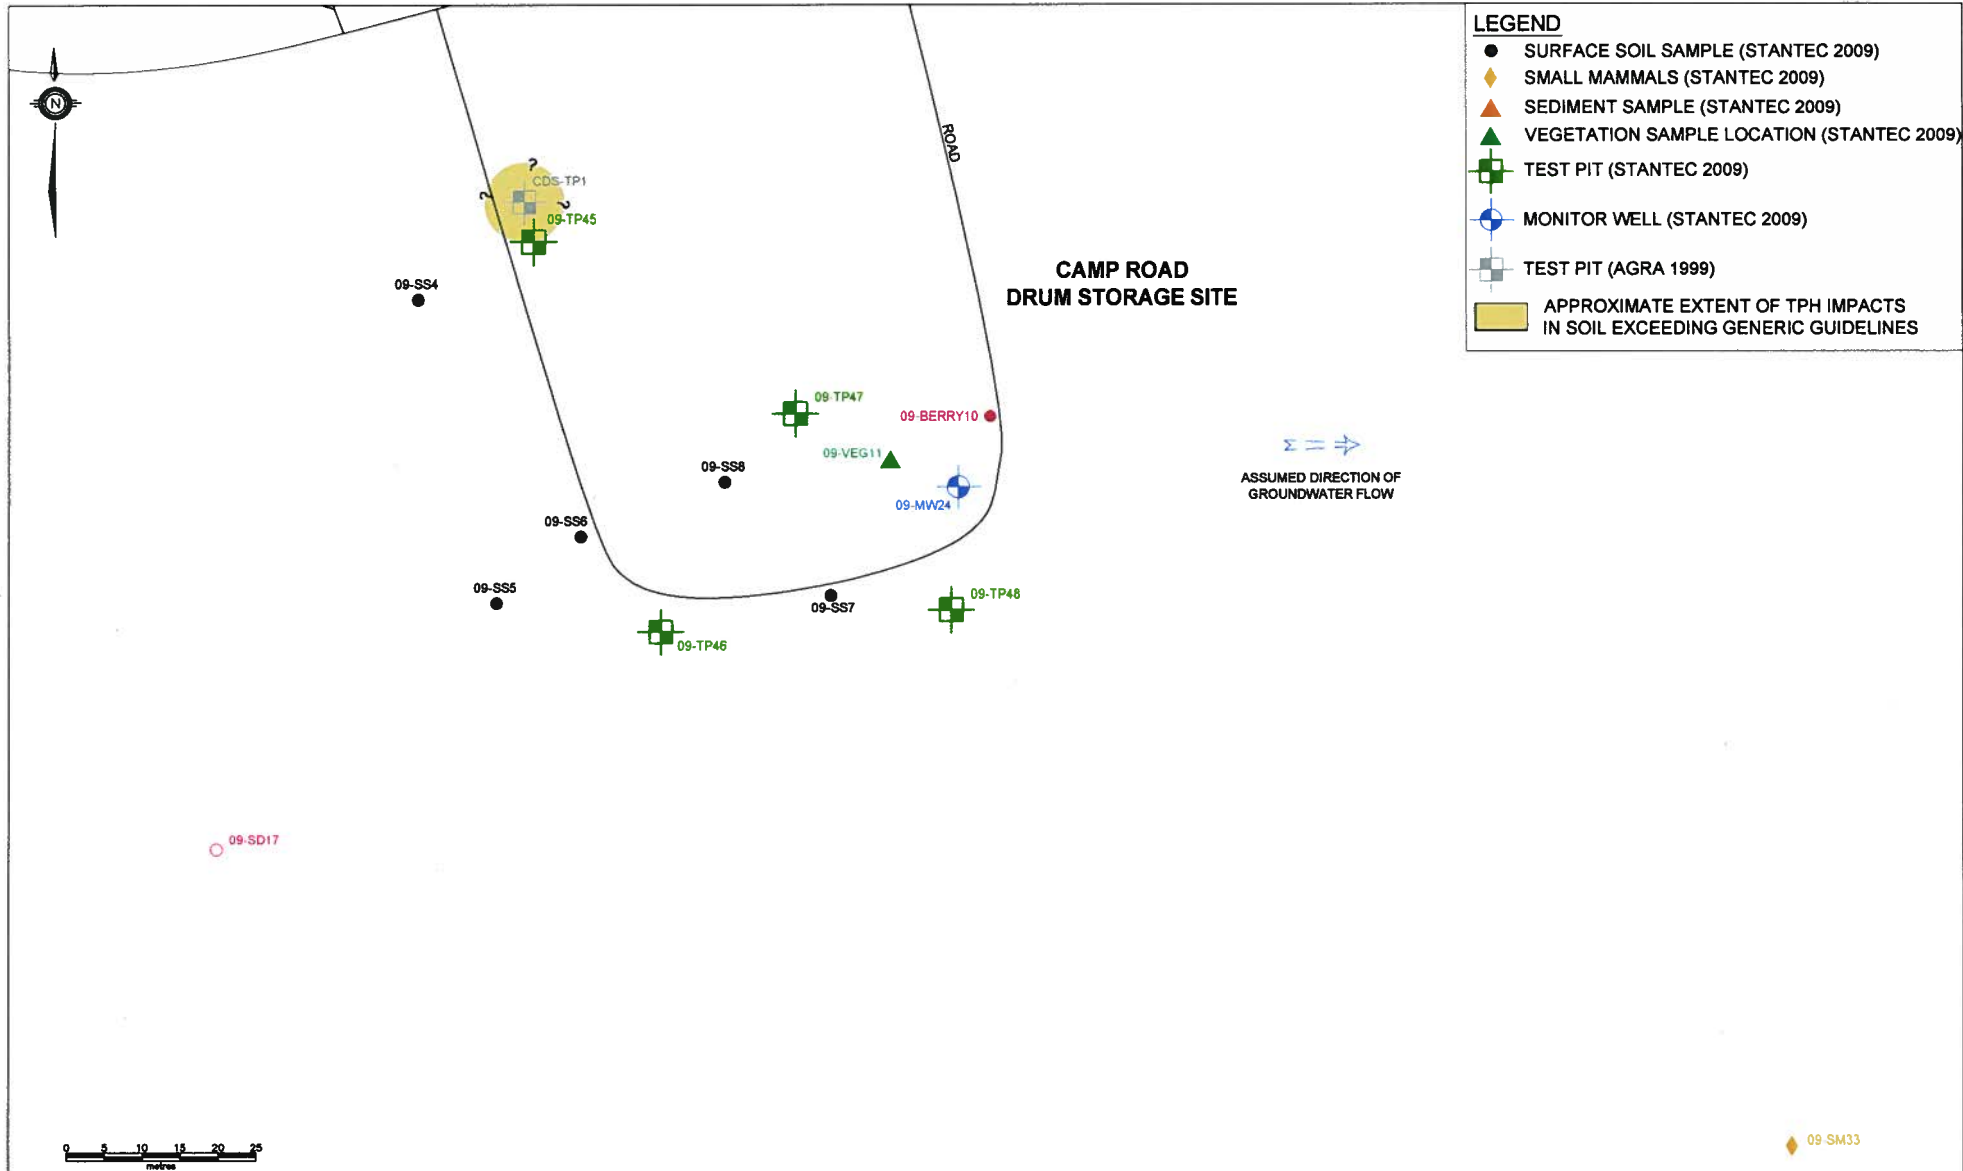 LEGEND
SURFACE SOIL SAMPLE (STANTEC 2009)
SMALL MAMMALS (STANTEC 2009)
SEDIMENT SAMPLE (STANTEC 2009)
VEGETATION SAMPLE LOCATION (STANTEC 2009)
TEST PIT (STANTEC 2009)
MONITOR WELL (STANTEC 2009)
TEST PIT (AGRA 1999)
APPROXIMATE EXTENT OF TPH IMPACTS
IN SOIL EXCEEDING GENERIC GUIDELINES
N
ROAD
?
CDS-TP1
?
?
09-TP45
09-SS4
CAMP ROAD
DRUM STORAGE SITE
09-TP47
09-BERRY10
09-VEG11
09-SS8
09-MW24
ASSUMED DIRECTION OF
GROUNDWATER FLOW
09-SS6
09-SS5
09-SS7
09-TP48
09-TP46
09-SD17
09-SM33
0 5 10 15 20 25
metres